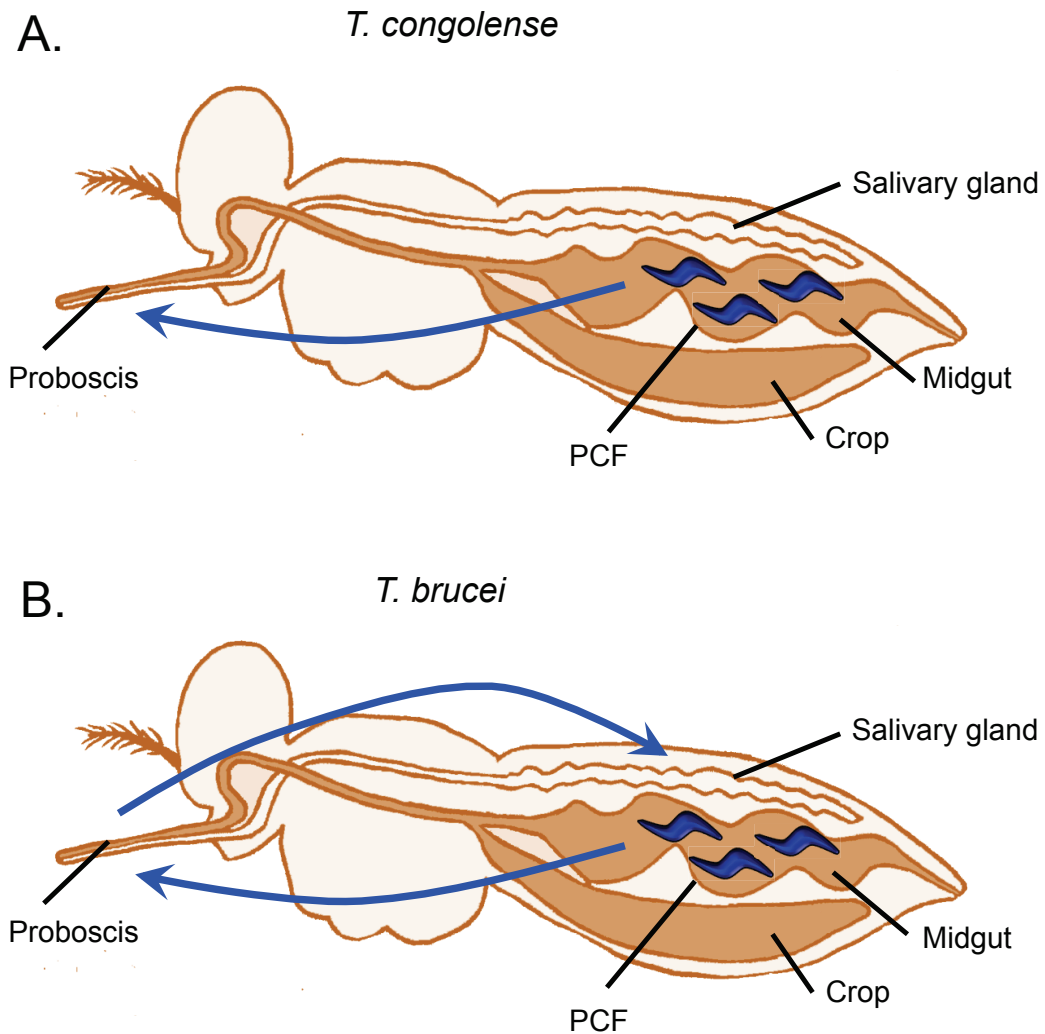 A.
T. congolense
Salivary gland
Proboscis
Midgut
Crop
PCF
B.
T. brucei
Salivary gland
Proboscis
Midgut
Crop
PCF